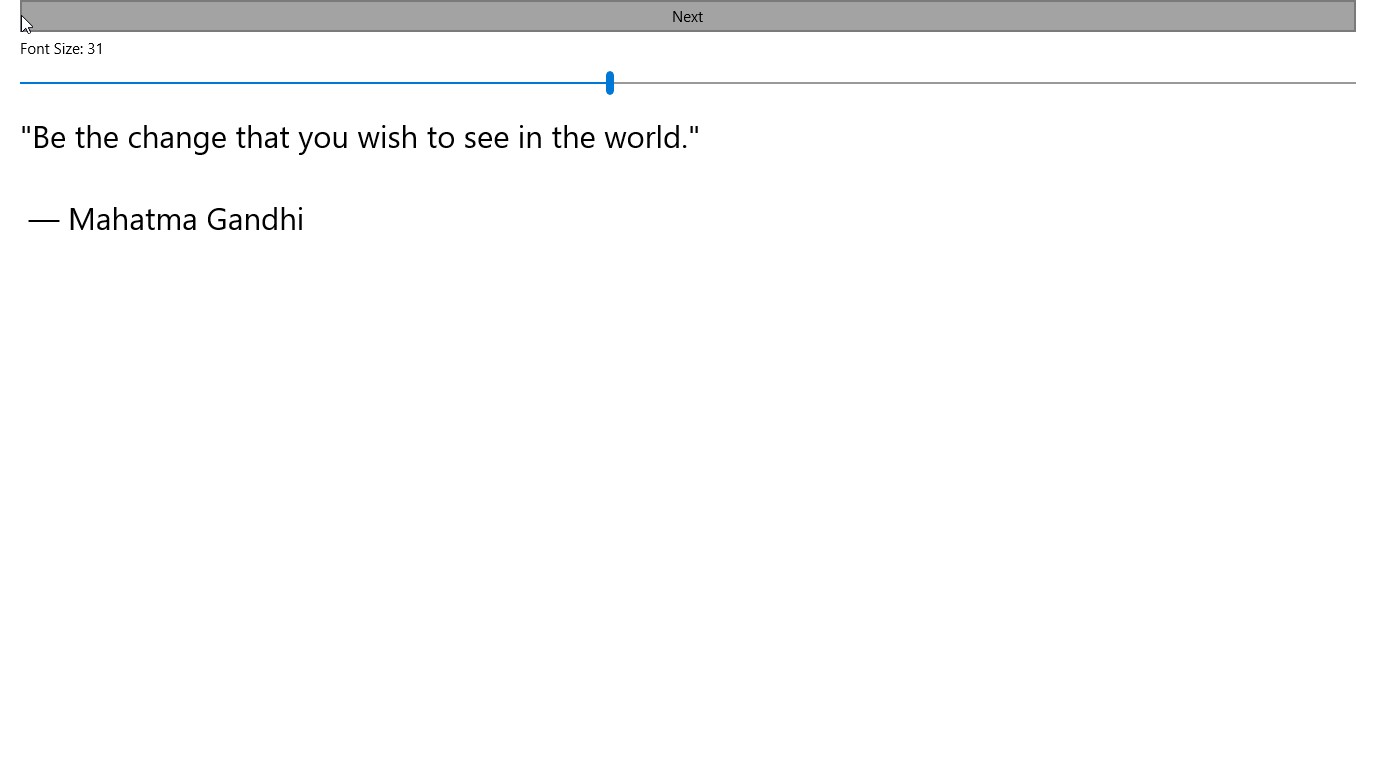 Next
Font Size: 31
"Be the change that you wish to see in the world."
— Mahatma Gandhi